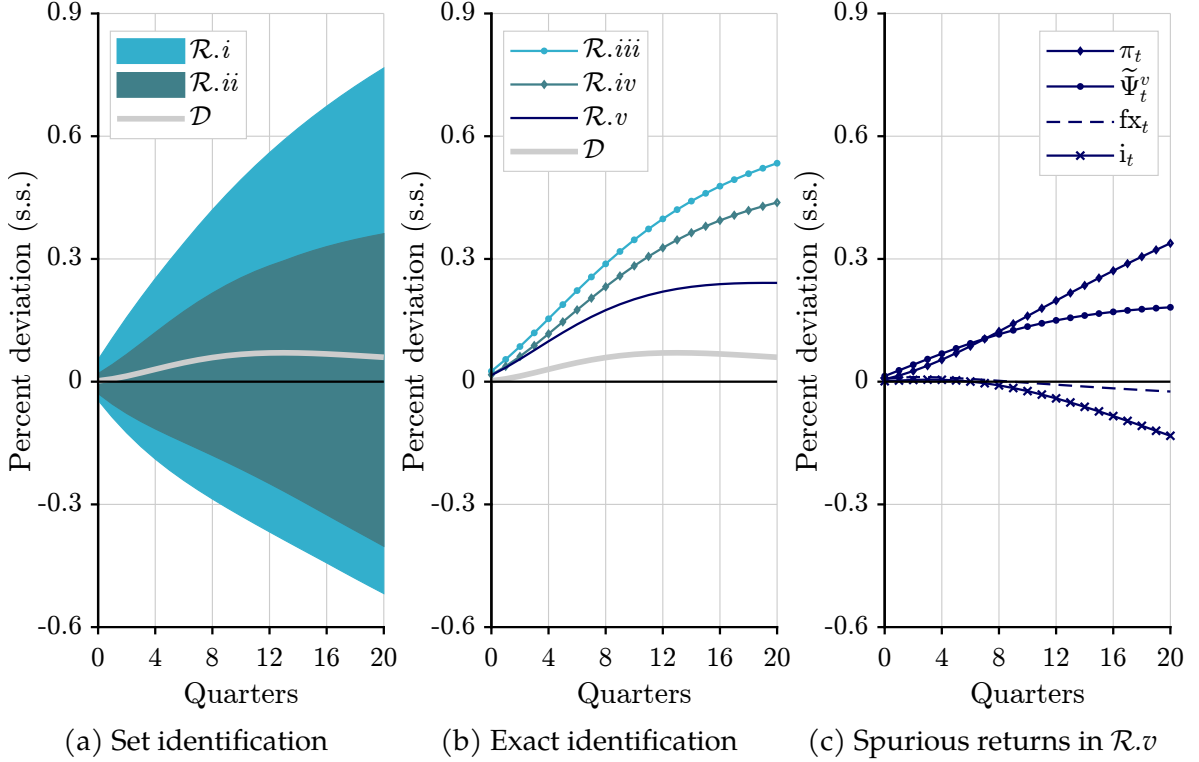 0.9
0.6
0.3
0
-0.3
-0.6
Percent deviation (s.s.)
R.i
R.ii
D
0 4 8 12 16 20
Quarters
(a) Set identification
0.9
0.6
0.3
0
-0.3
-0.6
Percent deviation (s.s.)
R.iii
R.iv
R.v
D
0 4 8 12 16 20
Quarters
(b) Exact identification
0.9
0.6
0.3
0
-0.3
-0.6
Percent deviation (s.s.)
π_t
Ψ̃_t^v
fx_t
i_t
0 4 8 12 16 20
Quarters
(c) Spurious returns in R.v